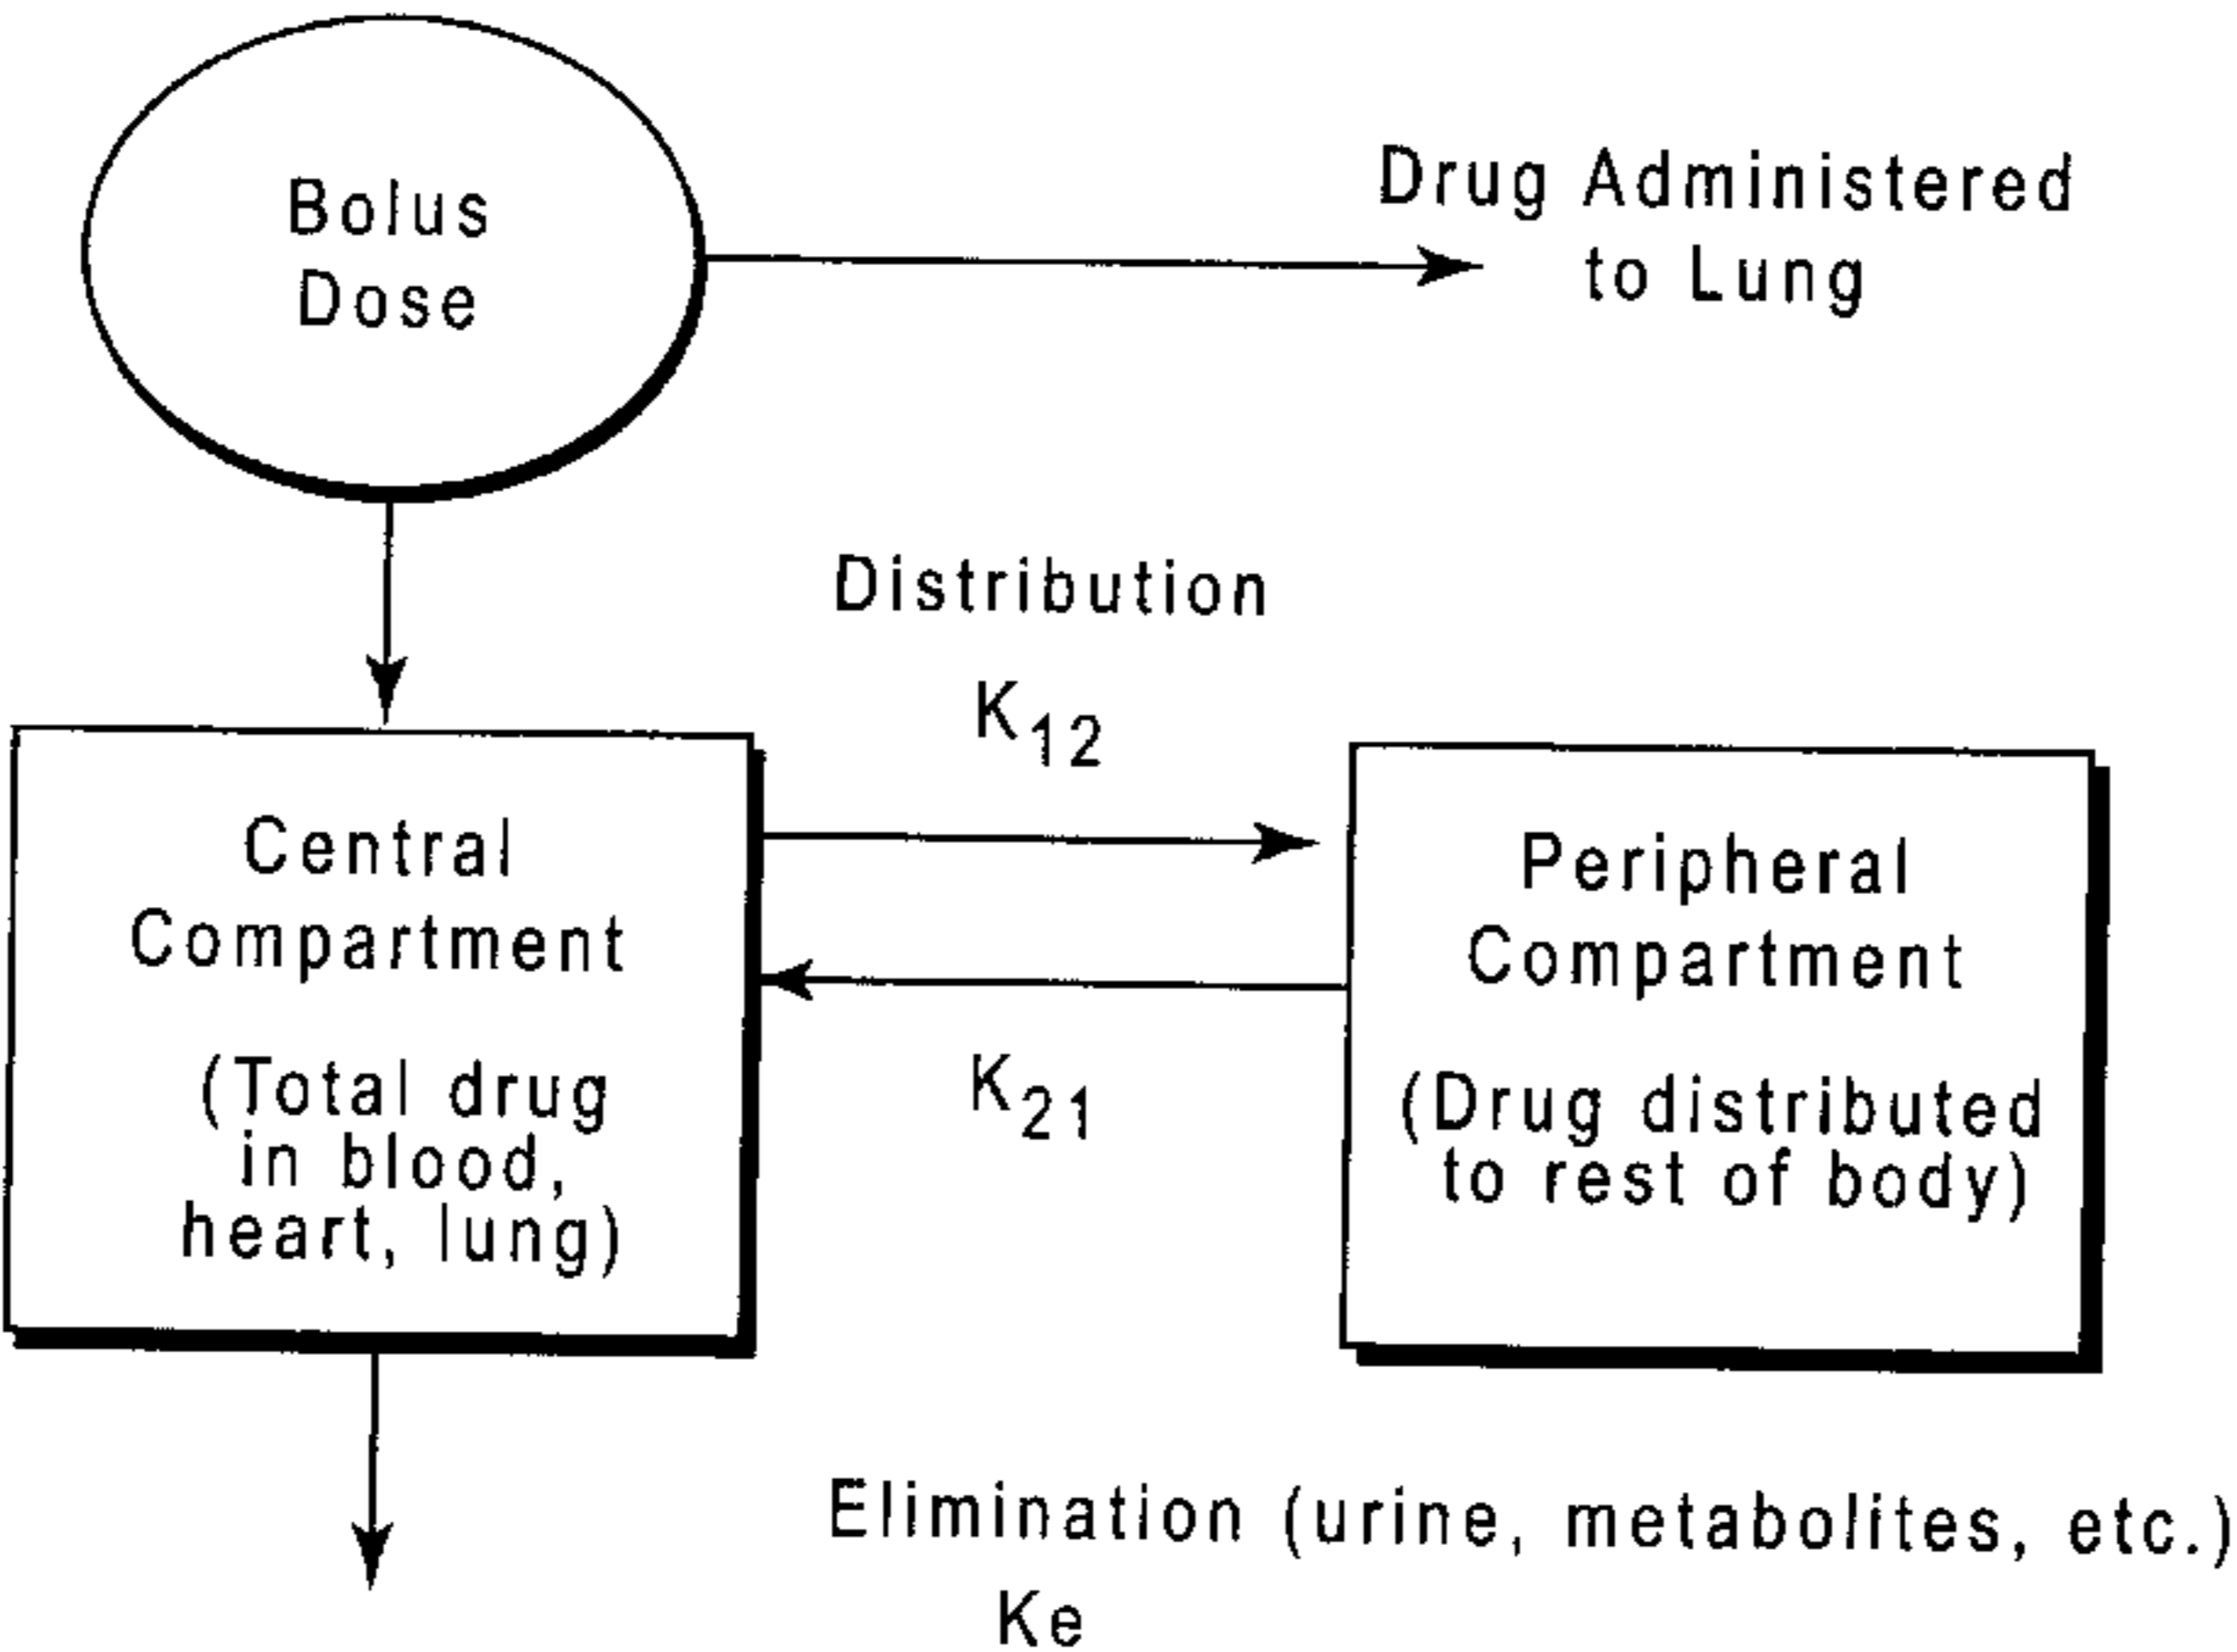 Bolus
Dose
Drug Administered
to Lung
Distribution
K12
Central
Compartment
(Total drug
in blood,
heart, lung)
Peripheral
Compartment
(Drug distributed
to rest of body)
K21
Elimination (urine, metabolites, etc.)
Ke